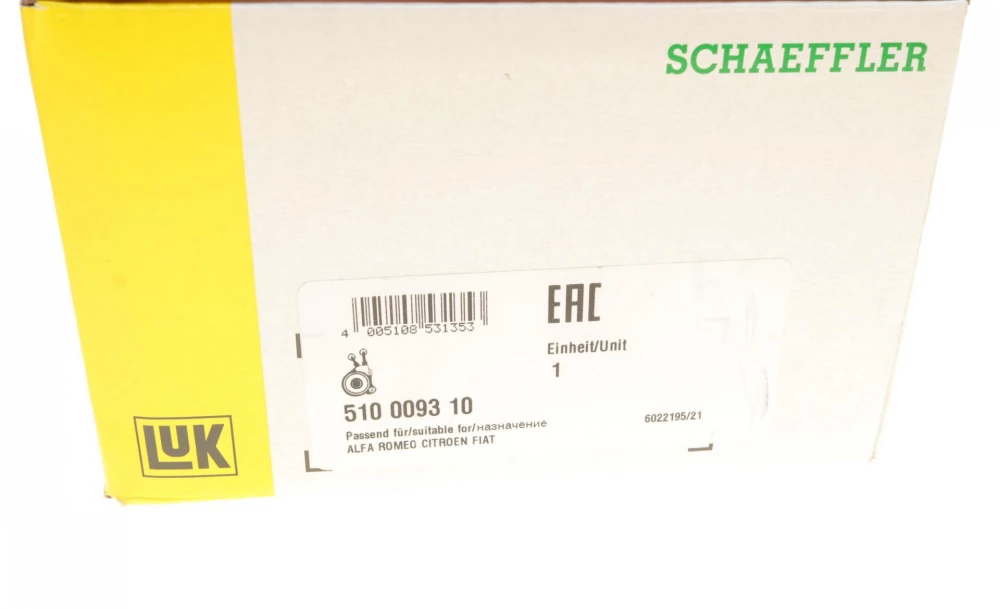 SCHAEFFLER
EAC
4 005108 531353
Einheit/Unit
1
510 0093 10
6022195/21
Passend für/suitable for/назначение
ALFA ROMEO CITROEN FIAT
LUK